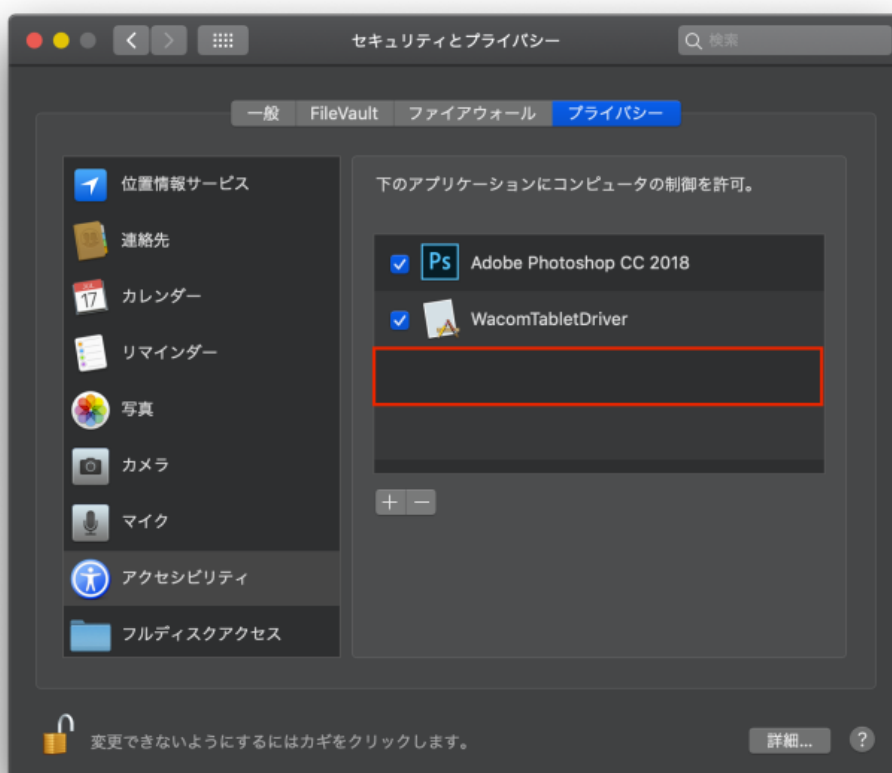 セキュリティとプライバシー
検索
一般 FileVault ファイアウォール プライバシー
位置情報サービス
連絡先
JUL
17
カレンダー
リマインダー
写真
カメラ
マイク
アクセシビリティ
フルディスクアクセス
下のアプリケーションにコンピュータの制御を許可。
Ps Adobe Photoshop CC 2018
WacomTabletDriver
変更できないようにするにはカギをクリックします。
詳細...
?